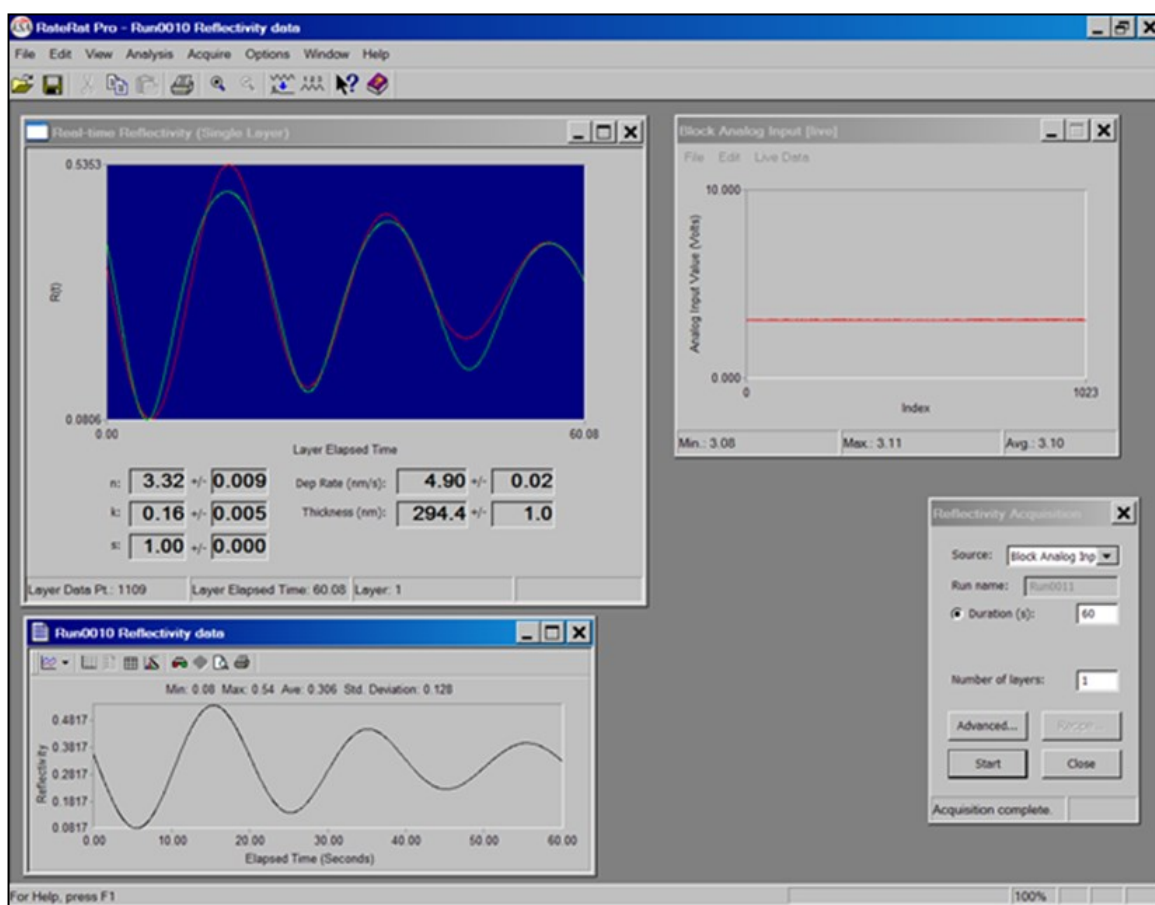 RateRat Pro - Run0010 Reflectivity data
File Edit View Analysis Acquire Options Window Help
Real-time Reflectivity (Single Layer)
0.5353
R(t)
0.0806
0.00 60.08
Layer Elapsed Time
n: 3.32 +/- 0.009 Dep Rate (nm/s): 4.90 +/- 0.02
k: 0.16 +/- 0.005 Thickness (nm): 294.4 +/- 1.0
s: 1.00 +/- 0.000
Layer Data Pt.: 1109 Layer Elapsed Time: 60.08 Layer: 1
Block Analog Input [live]
File Edit Live Data
10.000
Analog Input Value (Volts)
0.000
0 1023
Index
Min.: 3.08 Max.: 3.11 Avg.: 3.10
Reflectivity Acquisition
Source: Block Analog Inp
Run name: Run0011
Duration (s): 60
Number of layers: 1
Advanced... Recipe...
Start Close
Acquisition complete.
Run0010 Reflectivity data
Min: 0.08 Max: 0.54 Ave: 0.306 Std. Deviation: 0.128
0.4817
0.3817
0.2817
0.1817
0.0817
Reflectivity
0.00 10.00 20.00 30.00 40.00 50.00 60.00
Elapsed Time (Seconds)
For Help, press F1 100%